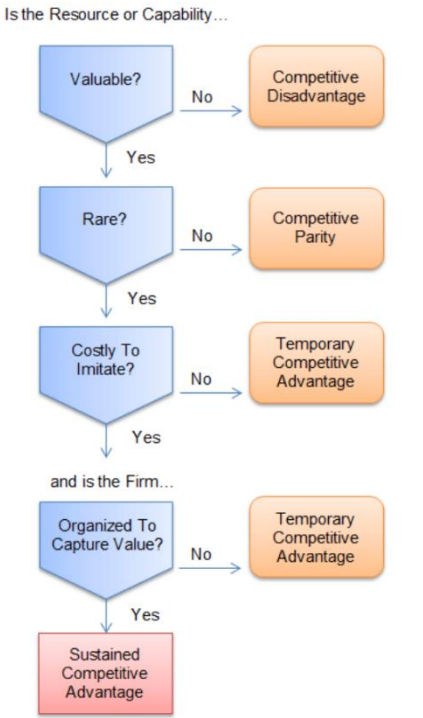 Is the Resource or Capability...
Valuable?
No
Competitive
Disadvantage
Yes
Rare?
No
Competitive
Parity
Yes
Costly To
Imitate?
No
Temporary
Competitive
Advantage
Yes
and is the Firm...
Organized To
Capture Value?
No
Temporary
Competitive
Advantage
Yes
Sustained
Competitive
Advantage